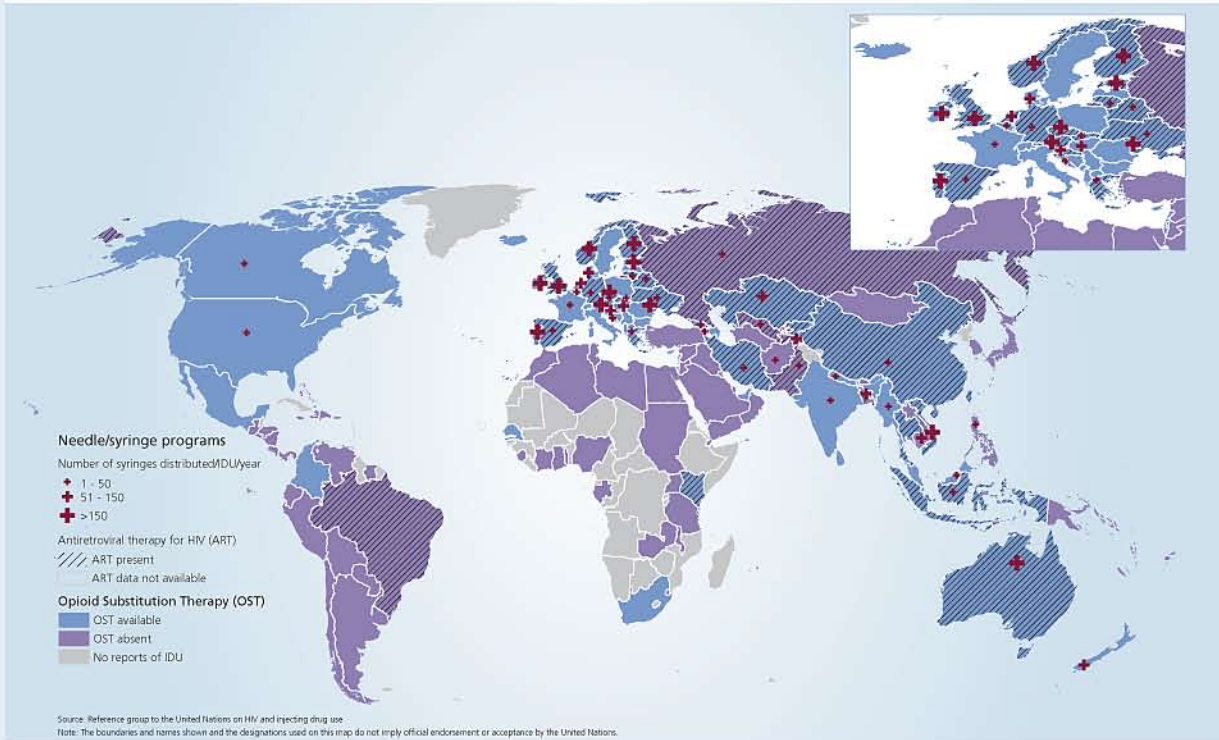 Needle/syringe programs
Number of syringes distributed/IDU/year
1 - 50
51 - 150
>150
Antiretroviral therapy for HIV (ART)
ART present
ART data not available
Opioid Substitution Therapy (OST)
OST available
OST absent
No reports of IDU
Source: Reference group to the United Nations on HIV and injecting drug use
Note: The boundaries and names shown and the designations used on this map do not imply official endorsement or acceptance by the United Nations.